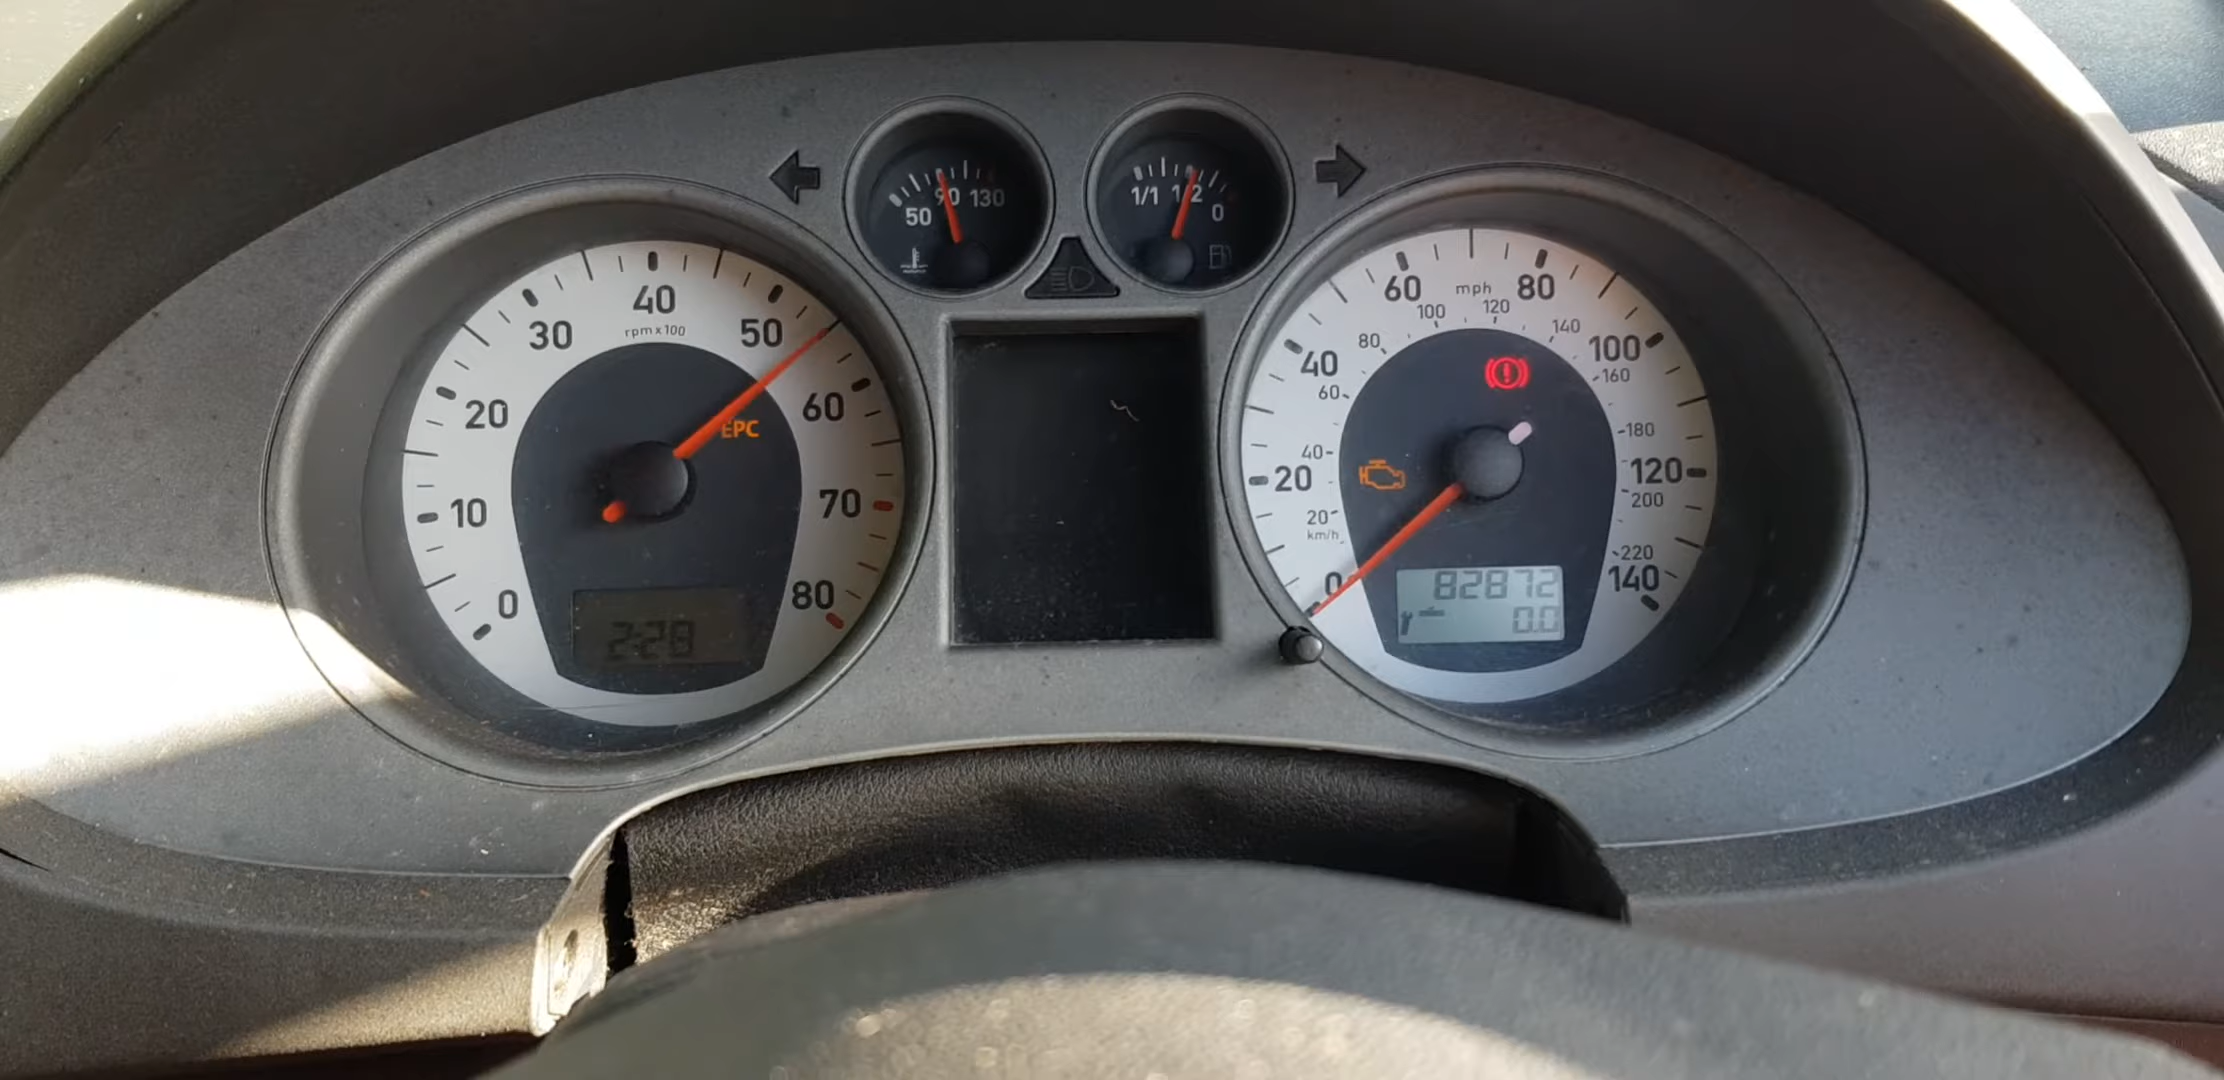 50 90 130
1/1 1/2 0
rpm x 100
0 10 20 30 40 50 60 70 80
EPC
2:28
mph
0 20 40 60 80 100 120 140
km/h
20 40 60 80 100 120 140 160 180 200 220
82872
0.0